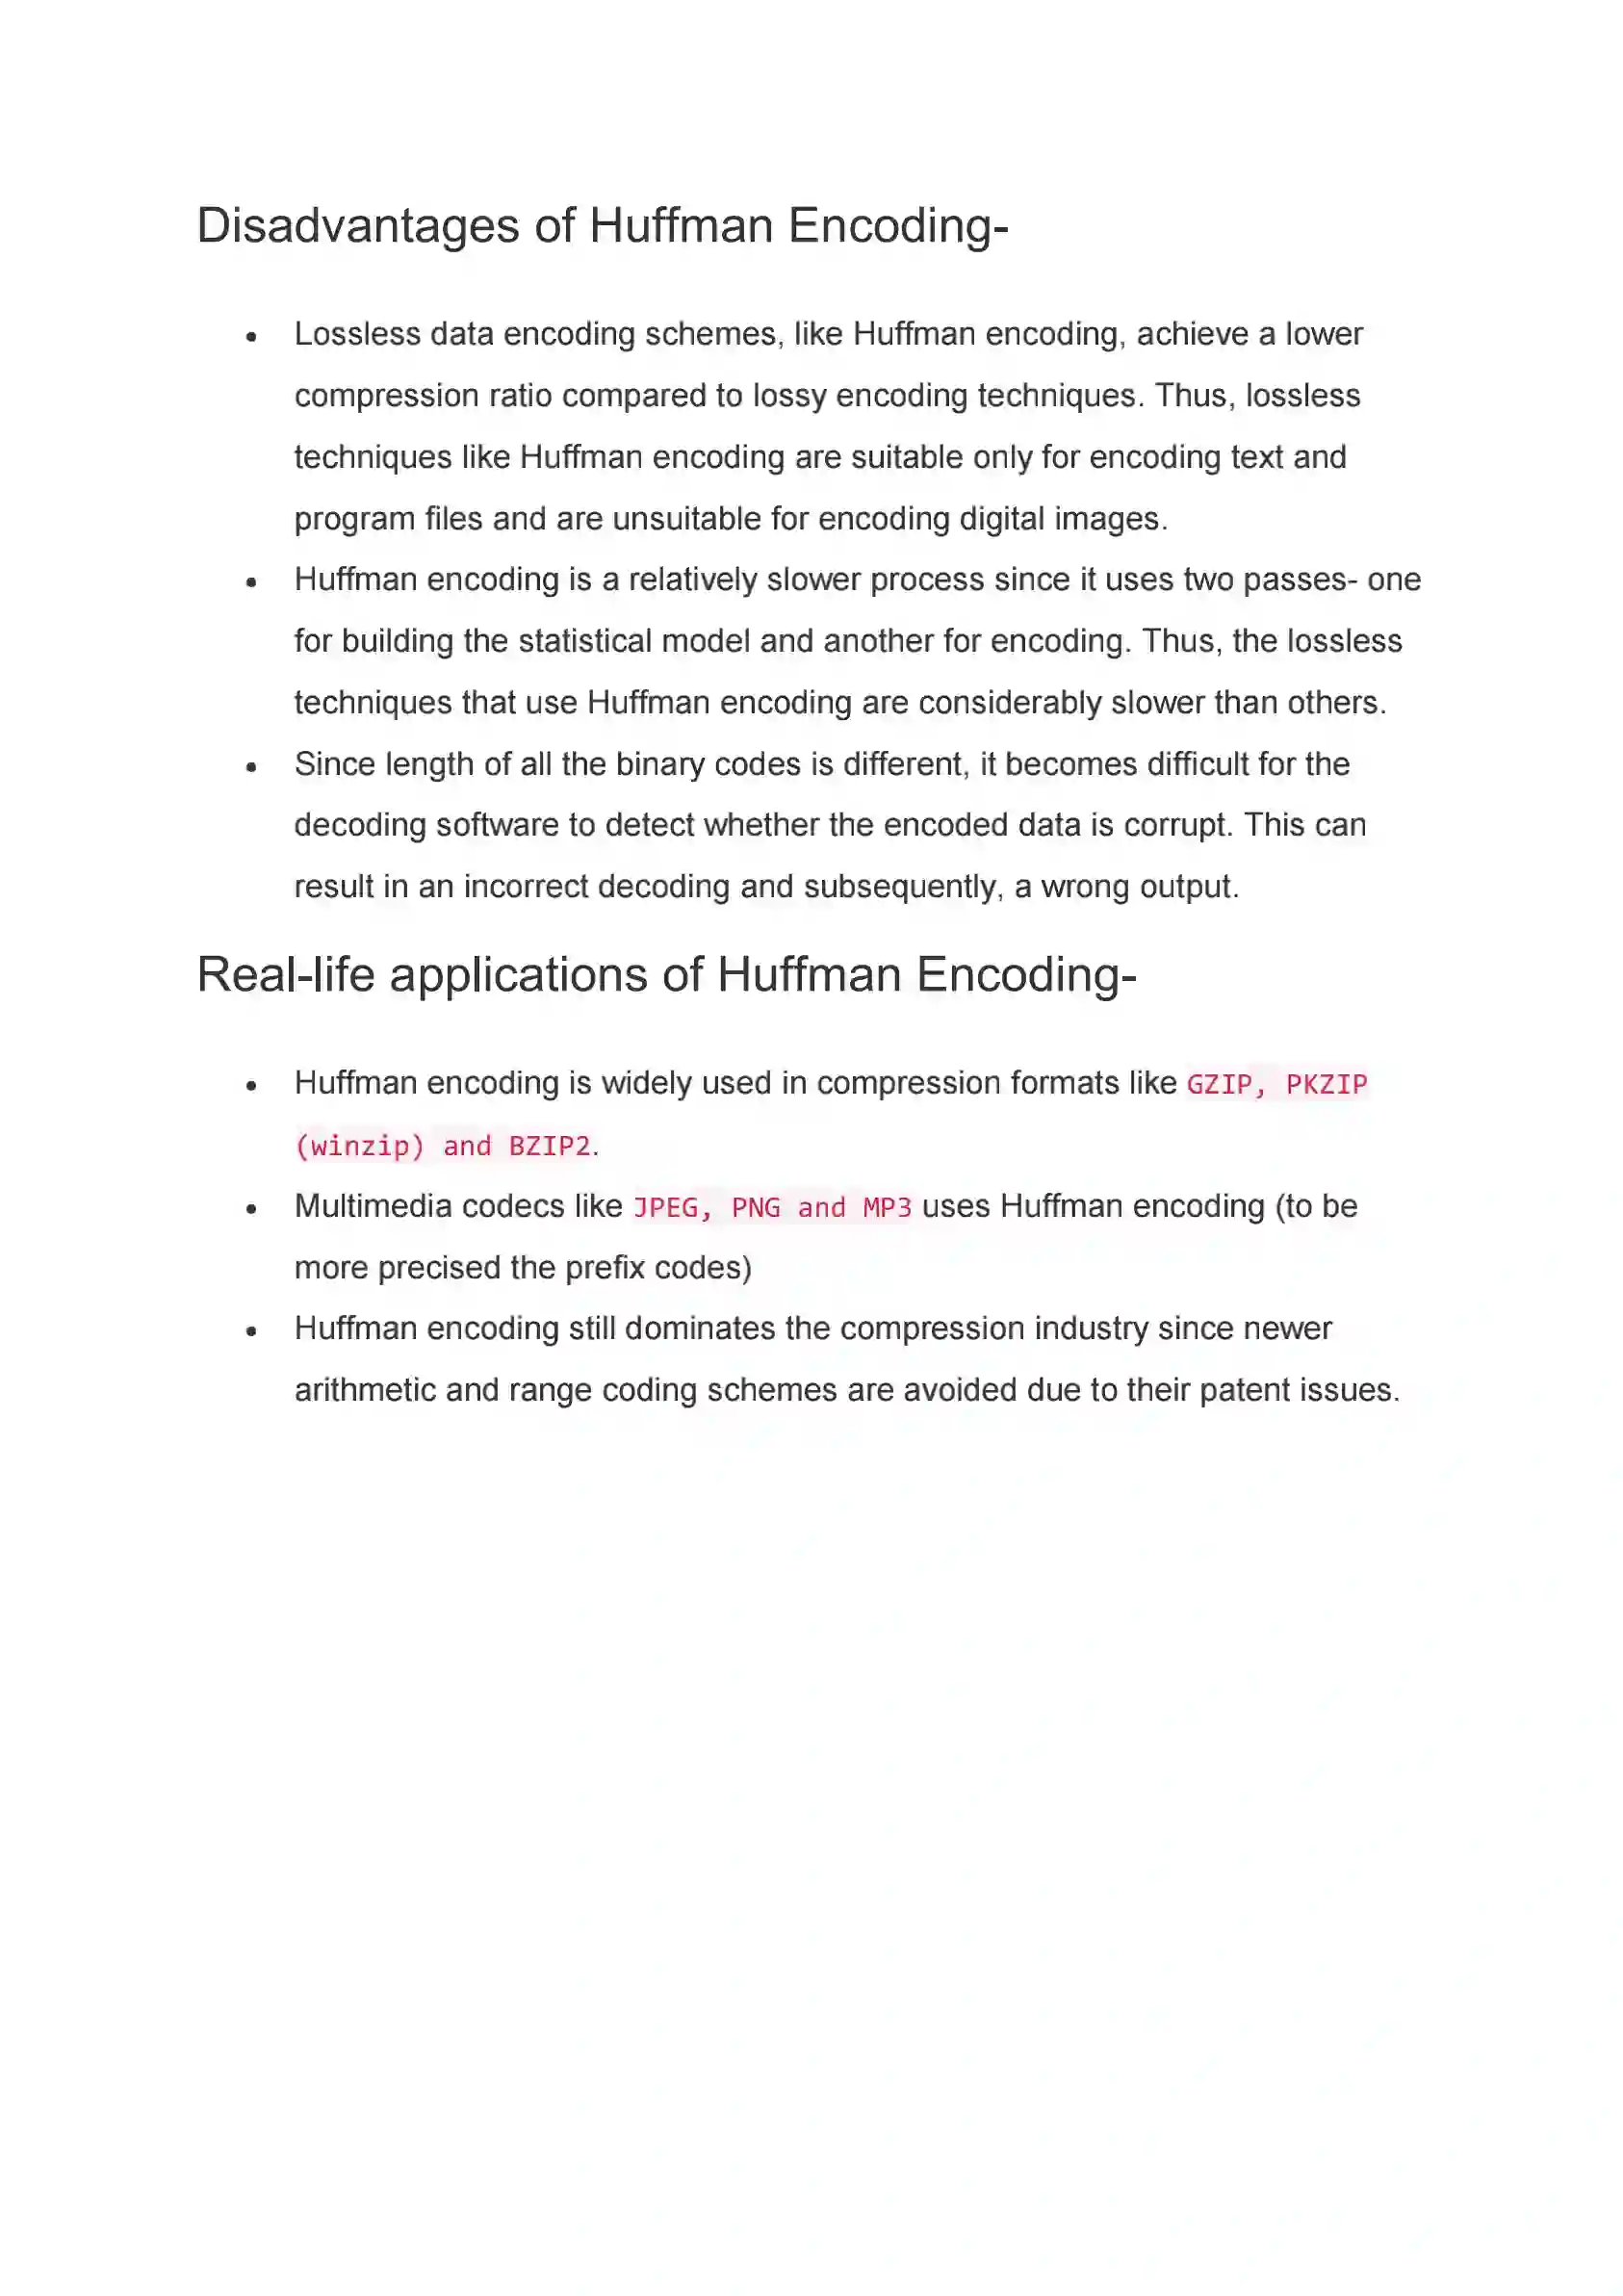 Disadvantages of Huffman Encoding-
• Lossless data encoding schemes, like Huffman encoding, achieve a lower
compression ratio compared to lossy encoding techniques. Thus, lossless
techniques like Huffman encoding are suitable only for encoding text and
program files and are unsuitable for encoding digital images.
• Huffman encoding is a relatively slower process since it uses two passes- one
for building the statistical model and another for encoding. Thus, the lossless
techniques that use Huffman encoding are considerably slower than others.
• Since length of all the binary codes is different, it becomes difficult for the
decoding software to detect whether the encoded data is corrupt. This can
result in an incorrect decoding and subsequently, a wrong output.
Real-life applications of Huffman Encoding-
• Huffman encoding is widely used in compression formats like GZIP, PKZIP
(winzip) and BZIP2.
• Multimedia codecs like JPEG, PNG and MP3 uses Huffman encoding (to be
more precised the prefix codes)
• Huffman encoding still dominates the compression industry since newer
arithmetic and range coding schemes are avoided due to their patent issues.